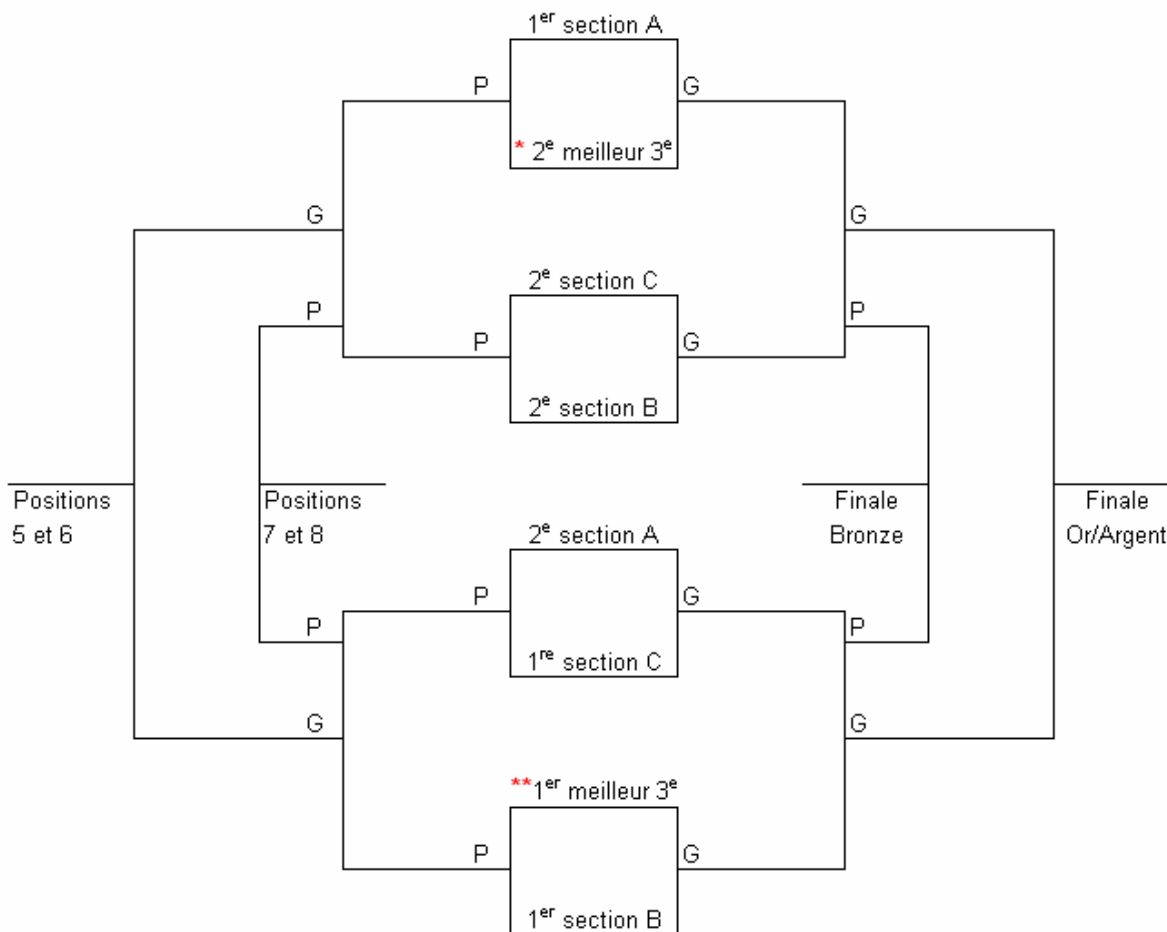 1er section A
P
G
* 2e meilleur 3e
G
G
2e section C
P
P
P
G
2e section B
Positions
5 et 6
Positions
7 et 8
Finale
Bronze
Finale
Or/Argent
2e section A
P
G
P
P
1re section C
G
G
**1er meilleur 3e
P
G
1er section B